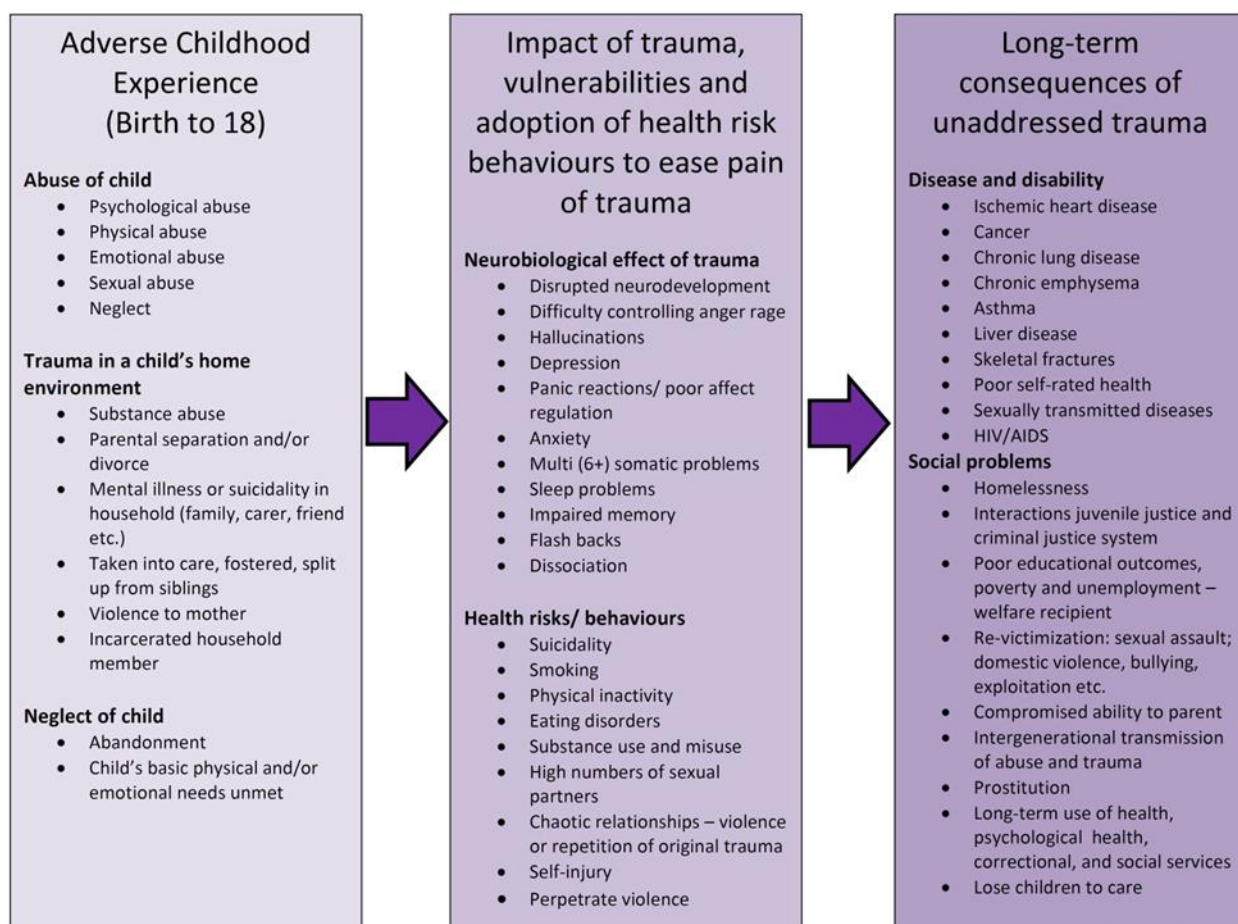 Adverse Childhood
Experience
(Birth to 18)
Abuse of child
• Psychological abuse
• Physical abuse
• Emotional abuse
• Sexual abuse
• Neglect
Trauma in a child's home
environment
• Substance abuse
• Parental separation and/or
divorce
• Mental illness or suicidality in
household (family, carer, friend
etc.)
• Taken into care, fostered, split
up from siblings
• Violence to mother
• Incarcerated household
member
Neglect of child
• Abandonment
• Child's basic physical and/or
emotional needs unmet
Impact of trauma,
vulnerabilities and
adoption of health risk
behaviours to ease pain
of trauma
Neurobiological effect of trauma
• Disrupted neurodevelopment
• Difficulty controlling anger rage
• Hallucinations
• Depression
• Panic reactions/ poor affect
regulation
• Anxiety
• Multi (6+) somatic problems
• Sleep problems
• Impaired memory
• Flash backs
• Dissociation
Health risks/ behaviours
• Suicidality
• Smoking
• Physical inactivity
• Eating disorders
• Substance use and misuse
• High numbers of sexual
partners
• Chaotic relationships – violence
or repetition of original trauma
• Self-injury
• Perpetrate violence
Long-term
consequences of
unaddressed trauma
Disease and disability
• Ischemic heart disease
• Cancer
• Chronic lung disease
• Chronic emphysema
• Asthma
• Liver disease
• Skeletal fractures
• Poor self-rated health
• Sexually transmitted diseases
• HIV/AIDS
Social problems
• Homelessness
• Interactions juvenile justice and
criminal justice system
• Poor educational outcomes,
poverty and unemployment –
welfare recipient
• Re-victimization: sexual assault;
domestic violence, bullying,
exploitation etc.
• Compromised ability to parent
• Intergenerational transmission
of abuse and trauma
• Prostitution
• Long-term use of health,
psychological health,
correctional, and social services
• Lose children to care